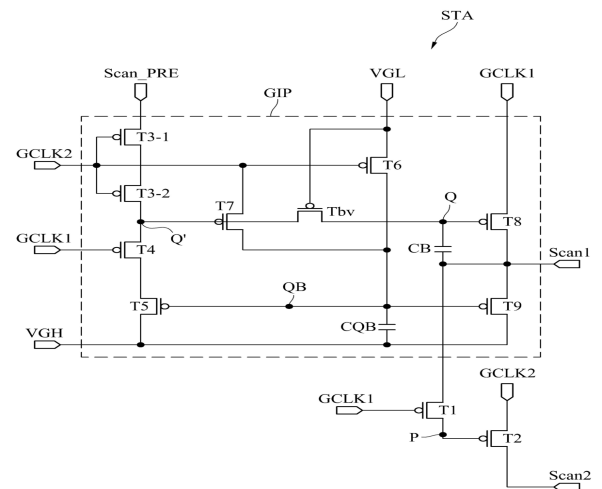 STA
Scan_PRE
VGL
GCLK1
GIP
T3-1
GCLK2
T6
T3-2
T7
Tbv
Q
T8
Q'
GCLK1
T4
CB
Scan1
QB
T5
T9
CQB
VGH
GCLK2
GCLK1
T1
P
T2
Scan2